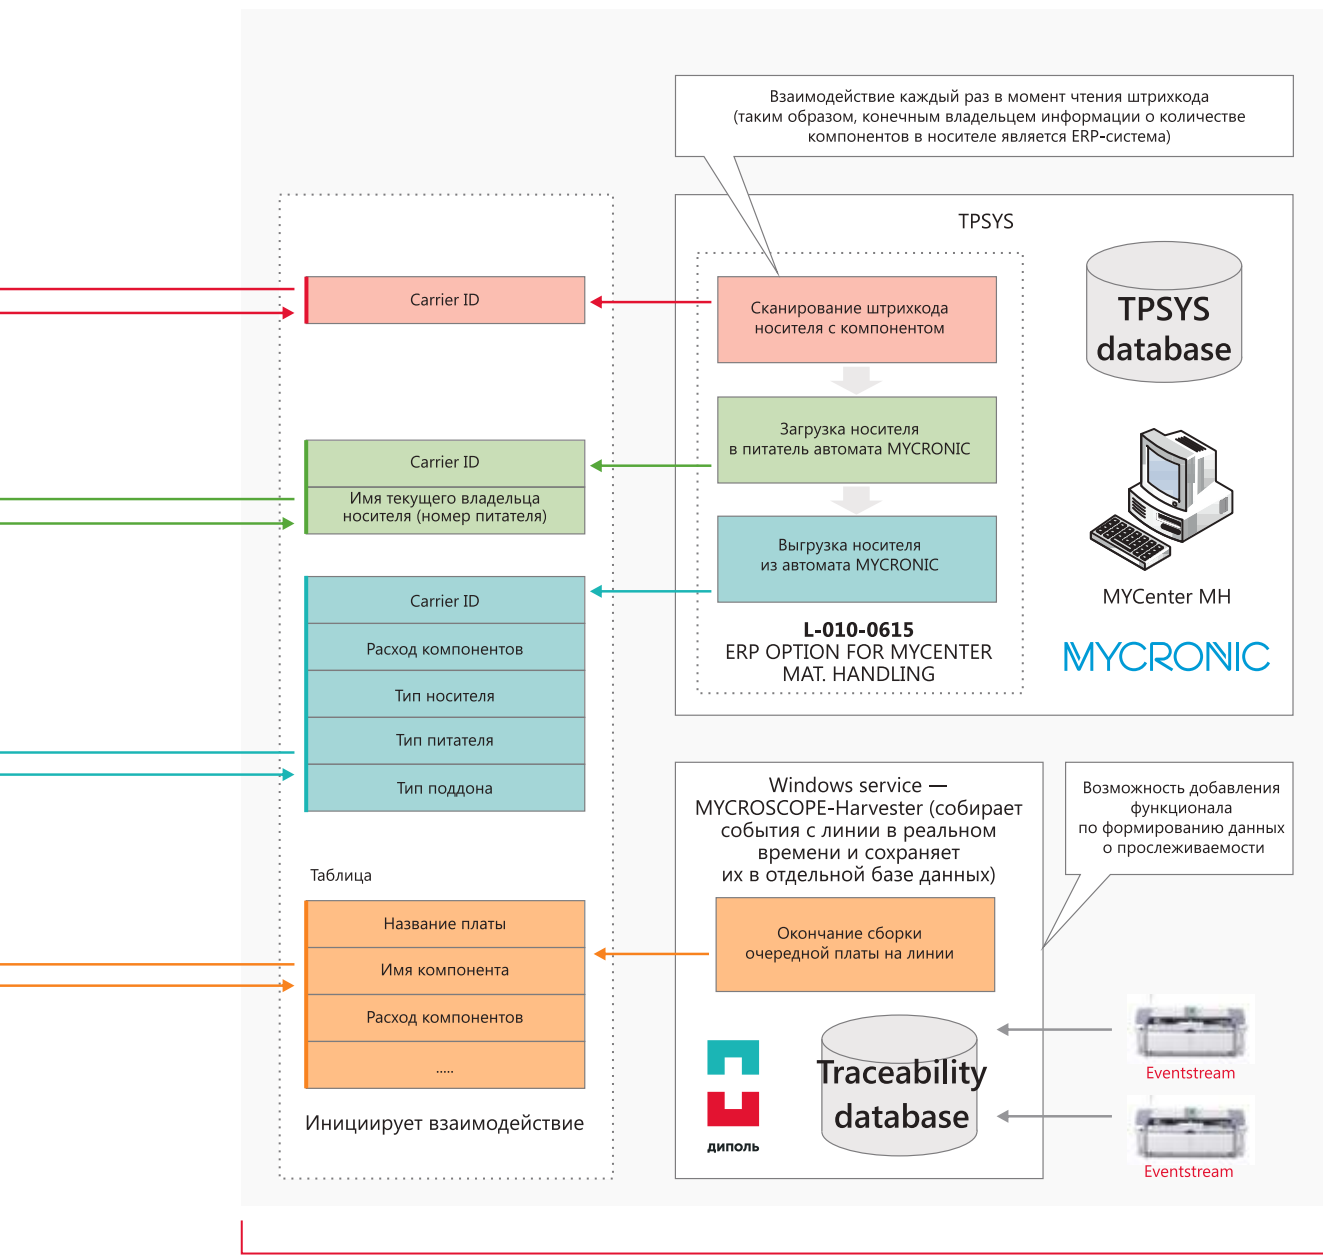 Взаимодействие каждый раз в момент чтения штрихкода
(таким образом, конечным владельцем информации о количестве
компонентов в носителе является ERP-система)
TPSYS
Carrier ID
Сканирование штрихкода
носителя с компонентом
TPSYS
database
Загрузка носителя
в питатель автомата MYCRONIC
Carrier ID
Имя текущего владельца
носителя (номер питателя)
Выгрузка носителя
из автомата MYCRONIC
MYCenter MH
Carrier ID
Расход компонентов
Тип носителя
Тип питателя
Тип поддона
L-010-0615
ERP OPTION FOR MYCENTER
MAT. HANDLING
MYCRONIC
Windows service —
MYCROSCOPE-Harvester (собирает
события с линии в реальном
времени и сохраняет
их в отдельной базе данных)
Возможность добавления
функционала
по формированию данных
о прослеживаемости
Таблица
Название платы
Имя компонента
Расход компонентов
.....
Окончание сборки
очередной платы на линии
Инициирует взаимодействие
диполь
Traceability
database
Eventstream
Eventstream